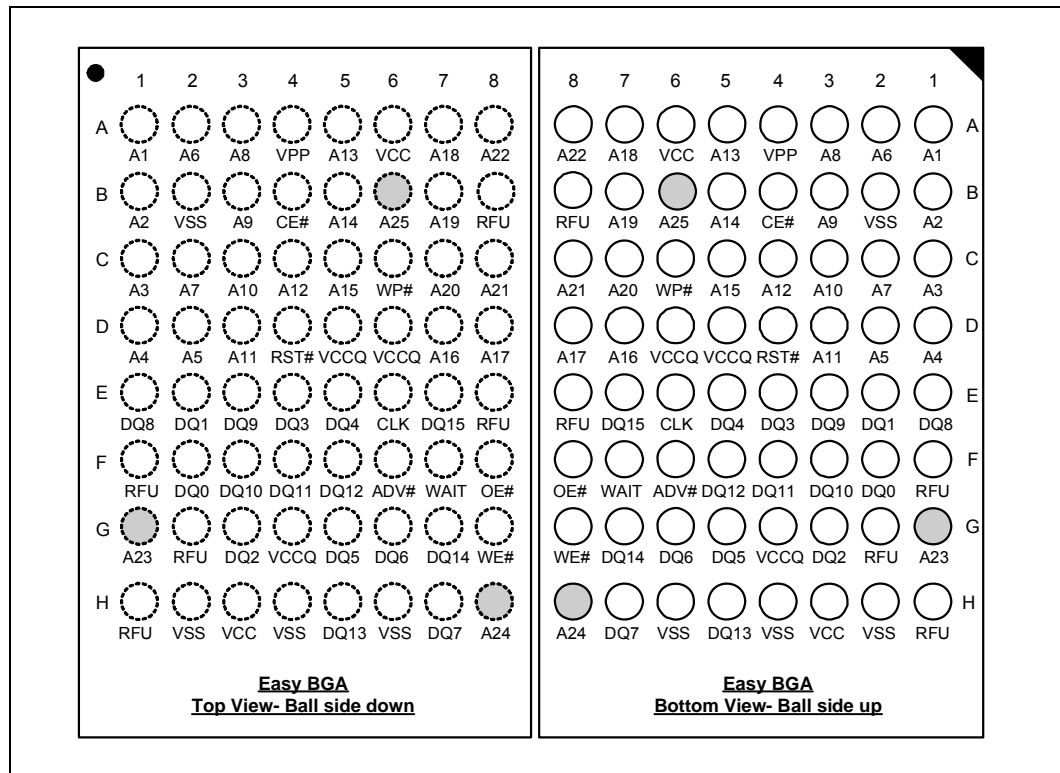 1 2 3 4 5 6 7 8
A
A1 A6 A8 VPP A13 VCC A18 A22
B
A2 VSS A9 CE# A14 A25 A19 RFU
C
A3 A7 A10 A12 A15 WP# A20 A21
D
A4 A5 A11 RST# VCCQ VCCQ A16 A17
E
DQ8 DQ1 DQ9 DQ3 DQ4 CLK DQ15 RFU
F
RFU DQ0 DQ10 DQ11 DQ12 ADV# WAIT OE#
G
A23 RFU DQ2 VCCQ DQ5 DQ6 DQ14 WE#
H
RFU VSS VCC VSS DQ13 VSS DQ7 A24
Easy BGA
Top View- Ball side down
8 7 6 5 4 3 2 1
A
A22 A18 VCC A13 VPP A8 A6 A1
B
RFU A19 A25 A14 CE# A9 VSS A2
C
A21 A20 WP# A15 A12 A10 A7 A3
D
A17 A16 VCCQ VCCQ RST# A11 A5 A4
E
RFU DQ15 CLK DQ4 DQ3 DQ9 DQ1 DQ8
F
OE# WAIT ADV# DQ12 DQ11 DQ10 DQ0 RFU
G
WE# DQ14 DQ6 DQ5 VCCQ DQ2 RFU A23
H
A24 DQ7 VSS DQ13 VSS VCC VSS RFU
Easy BGA
Bottom View- Ball side up